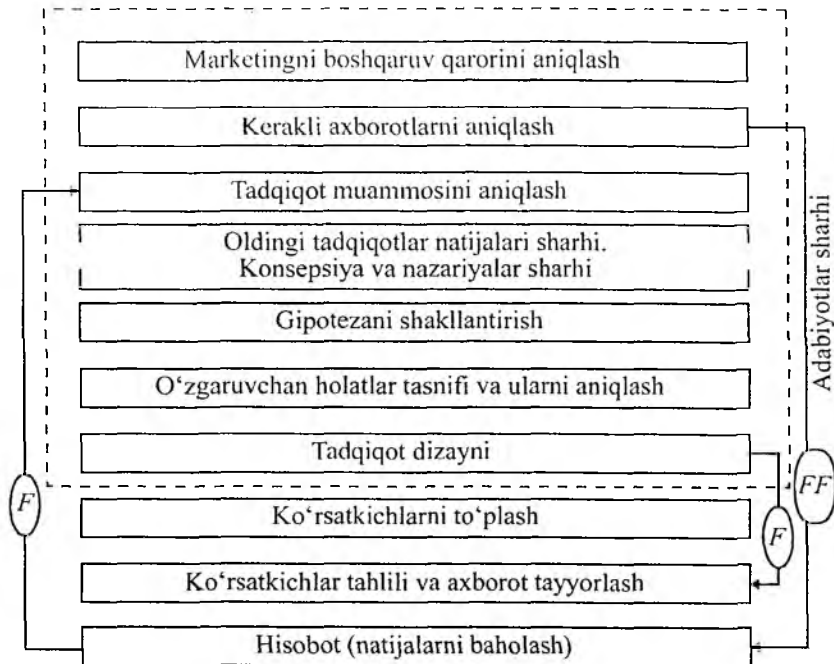 Marketingni boshqaruv qarorini aniqlash
Kerakli axborotlarni aniqlash
Tadqiqot muammosini aniqlash
Oldingi tadqiqotlar natijalari sharhi.
Konsepsiya va nazariyalar sharhi
Gipotezani shakllantirish
O‘zgaruvchan holatlar tasnifi va ularni aniqlash
Tadqiqot dizayni
Ko‘rsatkichlarni to‘plash
Ko‘rsatkichlar tahlili va axborot tayyorlash
Hisobot (natijalarni baholash)
Adabiyotlar sharhi
F
F
FF